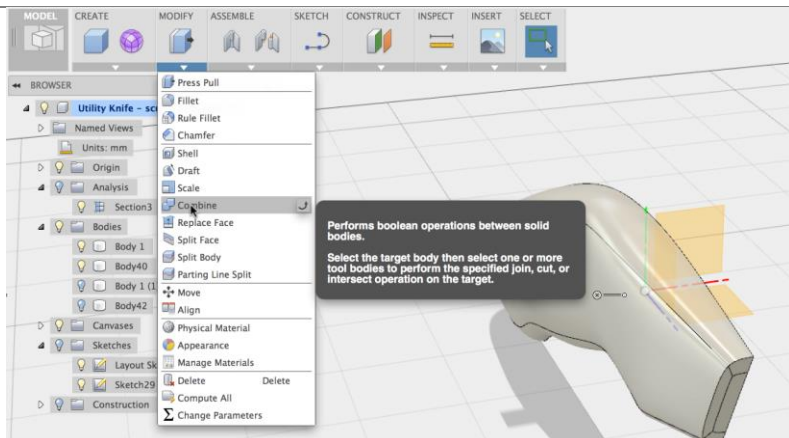 MODEL CREATE MODIFY ASSEMBLE SKETCH CONSTRUCT INSPECT INSERT SELECT
BROWSER
Utility Knife – sc
Named Views
Units: mm
Origin
Analysis
Section3
Bodies
Body 1
Body40
Body 1 (1
Body42
Canvases
Sketches
Layout Sk
Sketch29
Construction
Press Pull
Fillet
Rule Fillet
Chamfer
Shell
Draft
Scale
Combine
Replace Face
Split Face
Split Body
Parting Line Split
Move
Align
Physical Material
Appearance
Manage Materials
Delete Delete
Compute All
Change Parameters
Performs boolean operations between solid
bodies.
Select the target body then select one or more
tool bodies to perform the specified join, cut, or
intersect operation on the target.